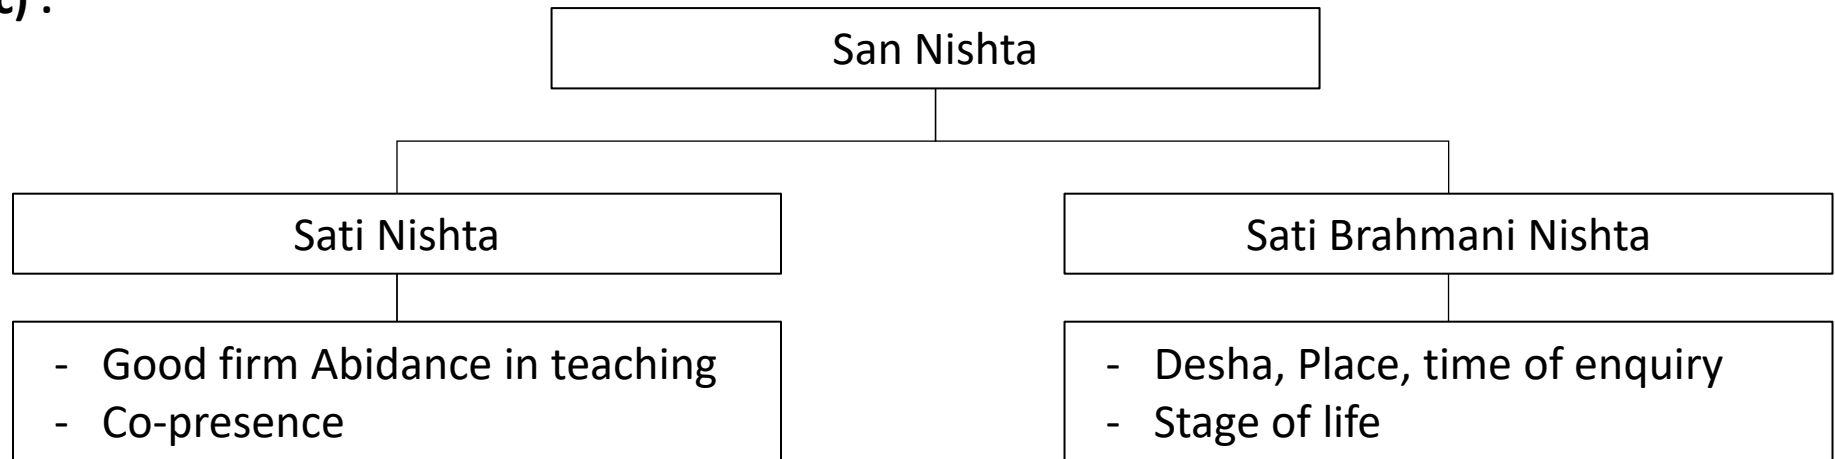 c) :
San Nishta
Sati Nishta
Sati Brahmani Nishta
- Good firm Abidance in teaching
- Co-presence
- Desha, Place, time of enquiry
- Stage of life